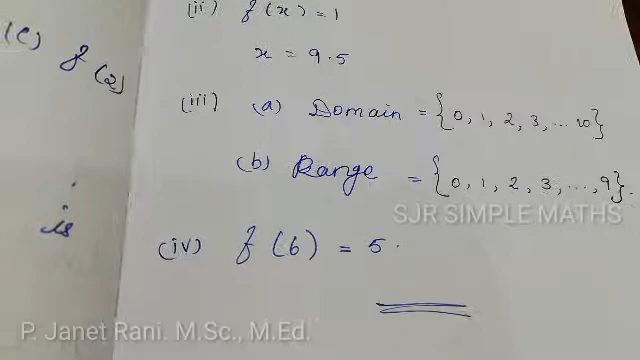 (C) f(2)
is
(ii) f(x) = 1
x = 9.5
(iii) (a) Domain = {0, 1, 2, 3, ... 10}
(b) Range = {0, 1, 2, 3, ..., 9}.
SJR SIMPLE MATHS
(iv) f(6) = 5.
P. Janet Rani. M.Sc., M.Ed.